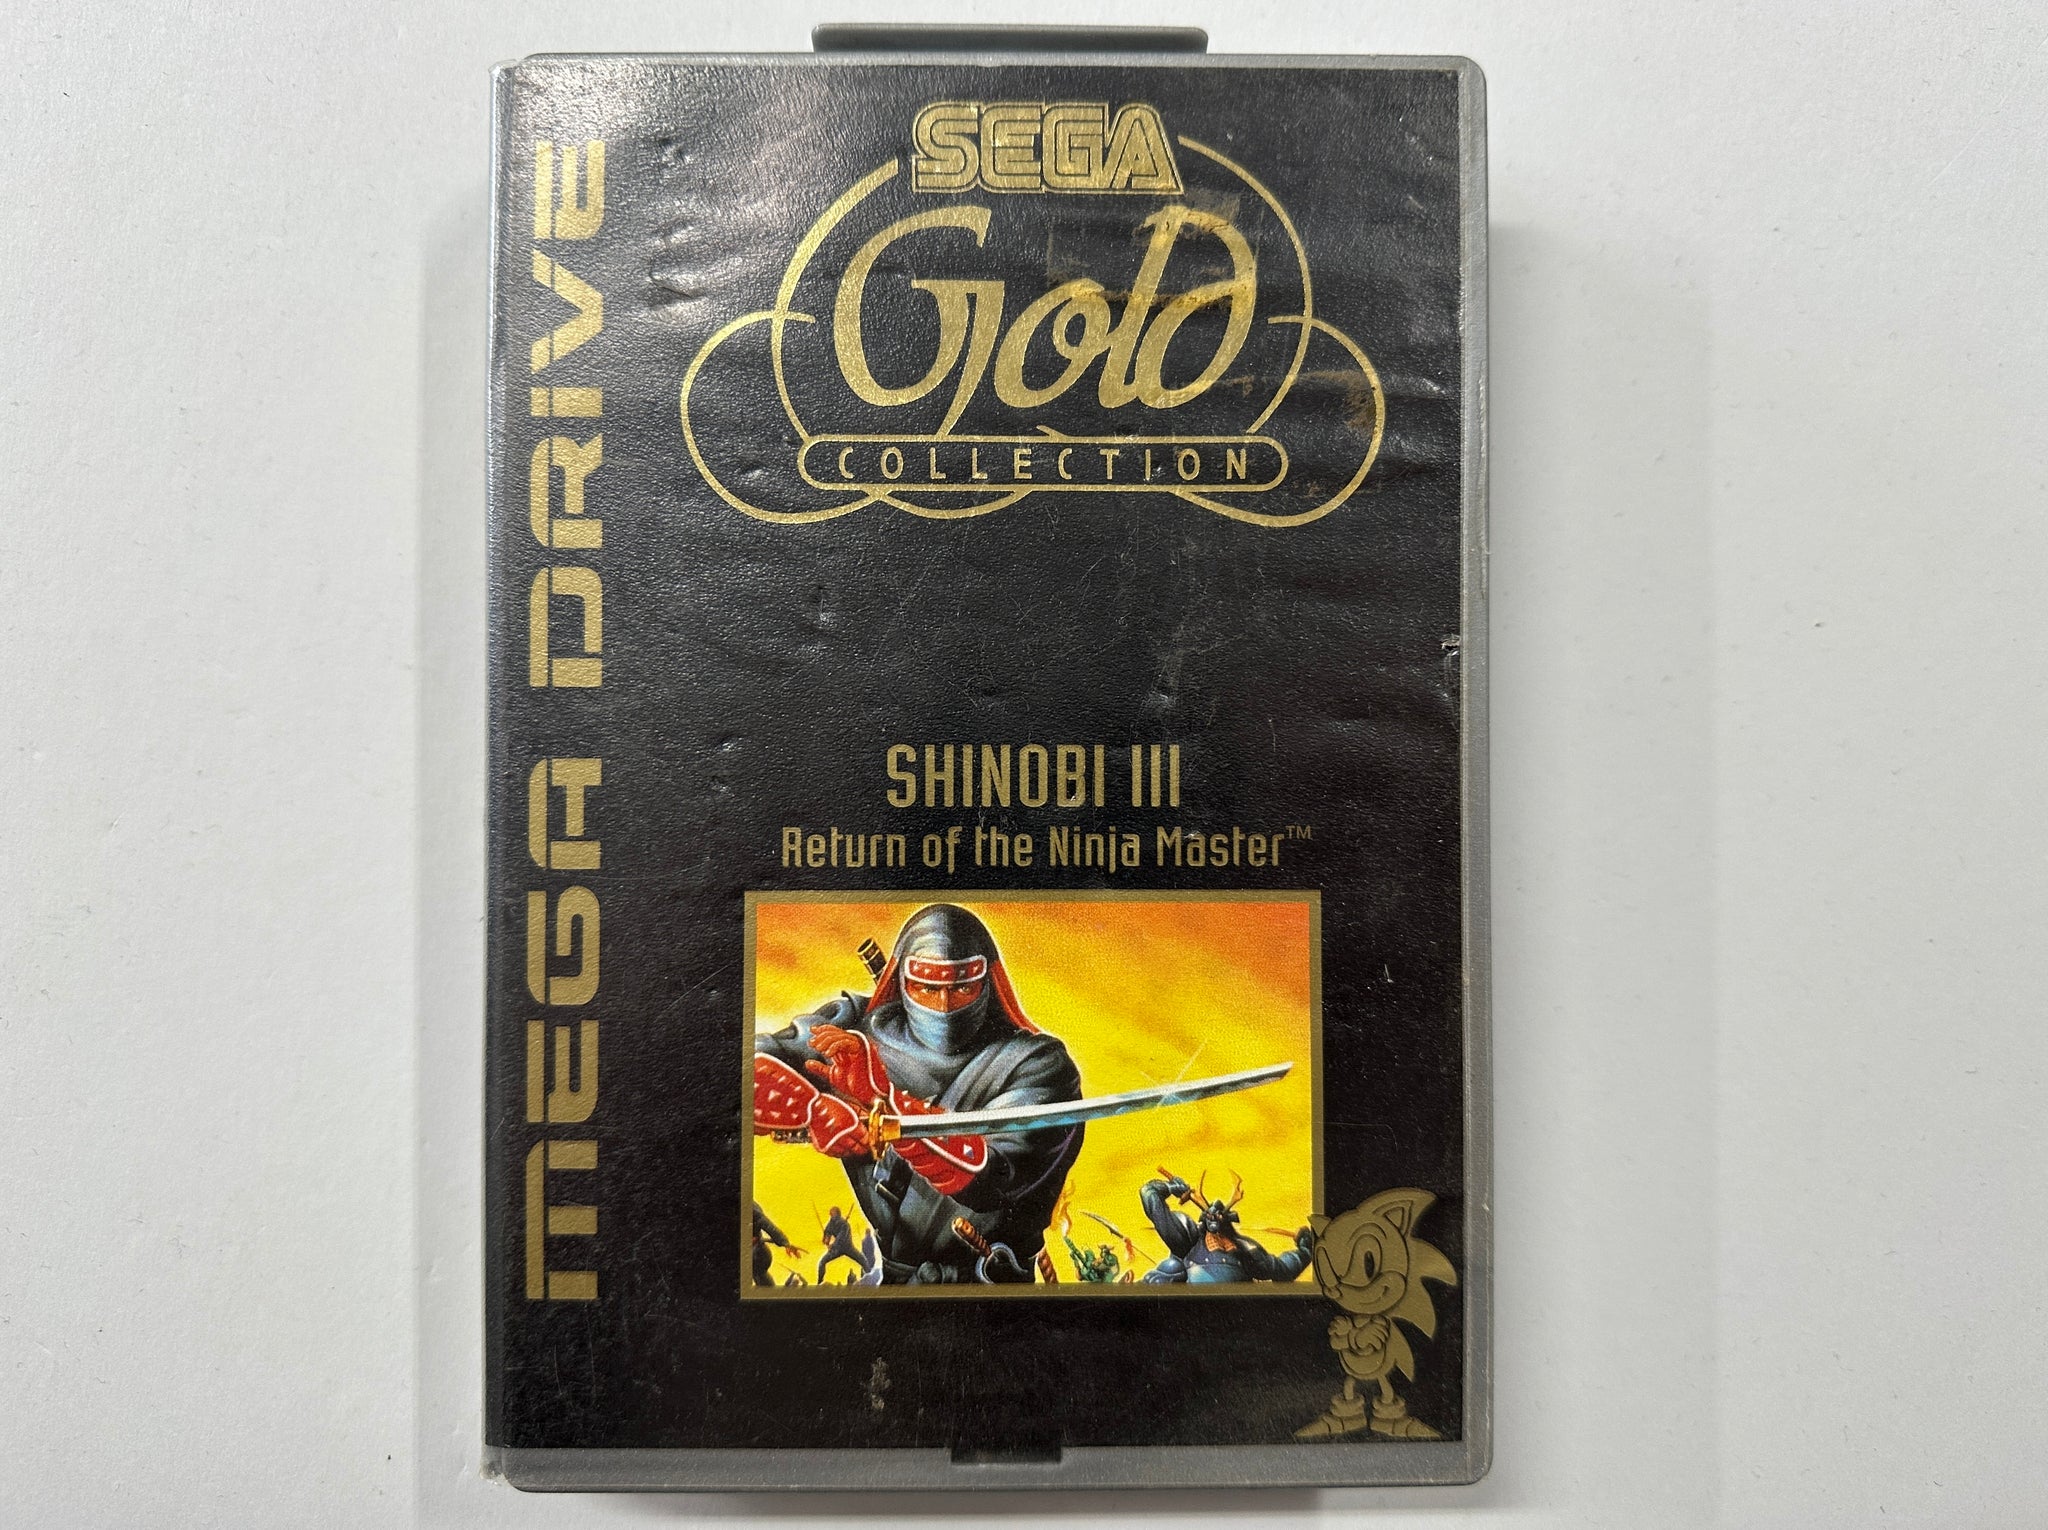 SEGA
Gold
COLLECTION
MEGA DRIVE
SHINOBI III
Return of the Ninja Master™